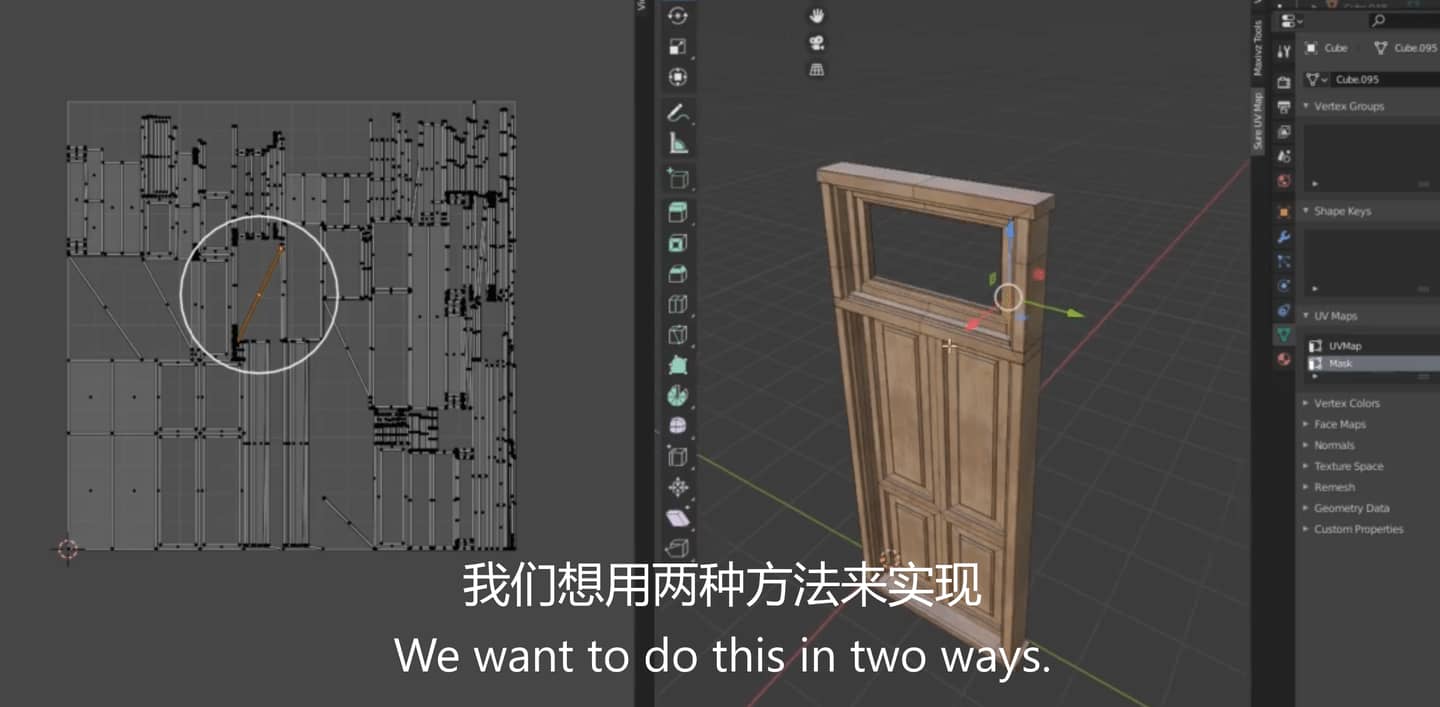 Maxivz Tools
Sure UV Map
Cube
Cube.095
Cube.095
Vertex Groups
Shape Keys
UV Maps
UVMap
Mask
Vertex Colors
Face Maps
Normals
Texture Space
Remesh
Geometry Data
Custom Properties
我们想用两种方法来实现
We want to do this in two ways.